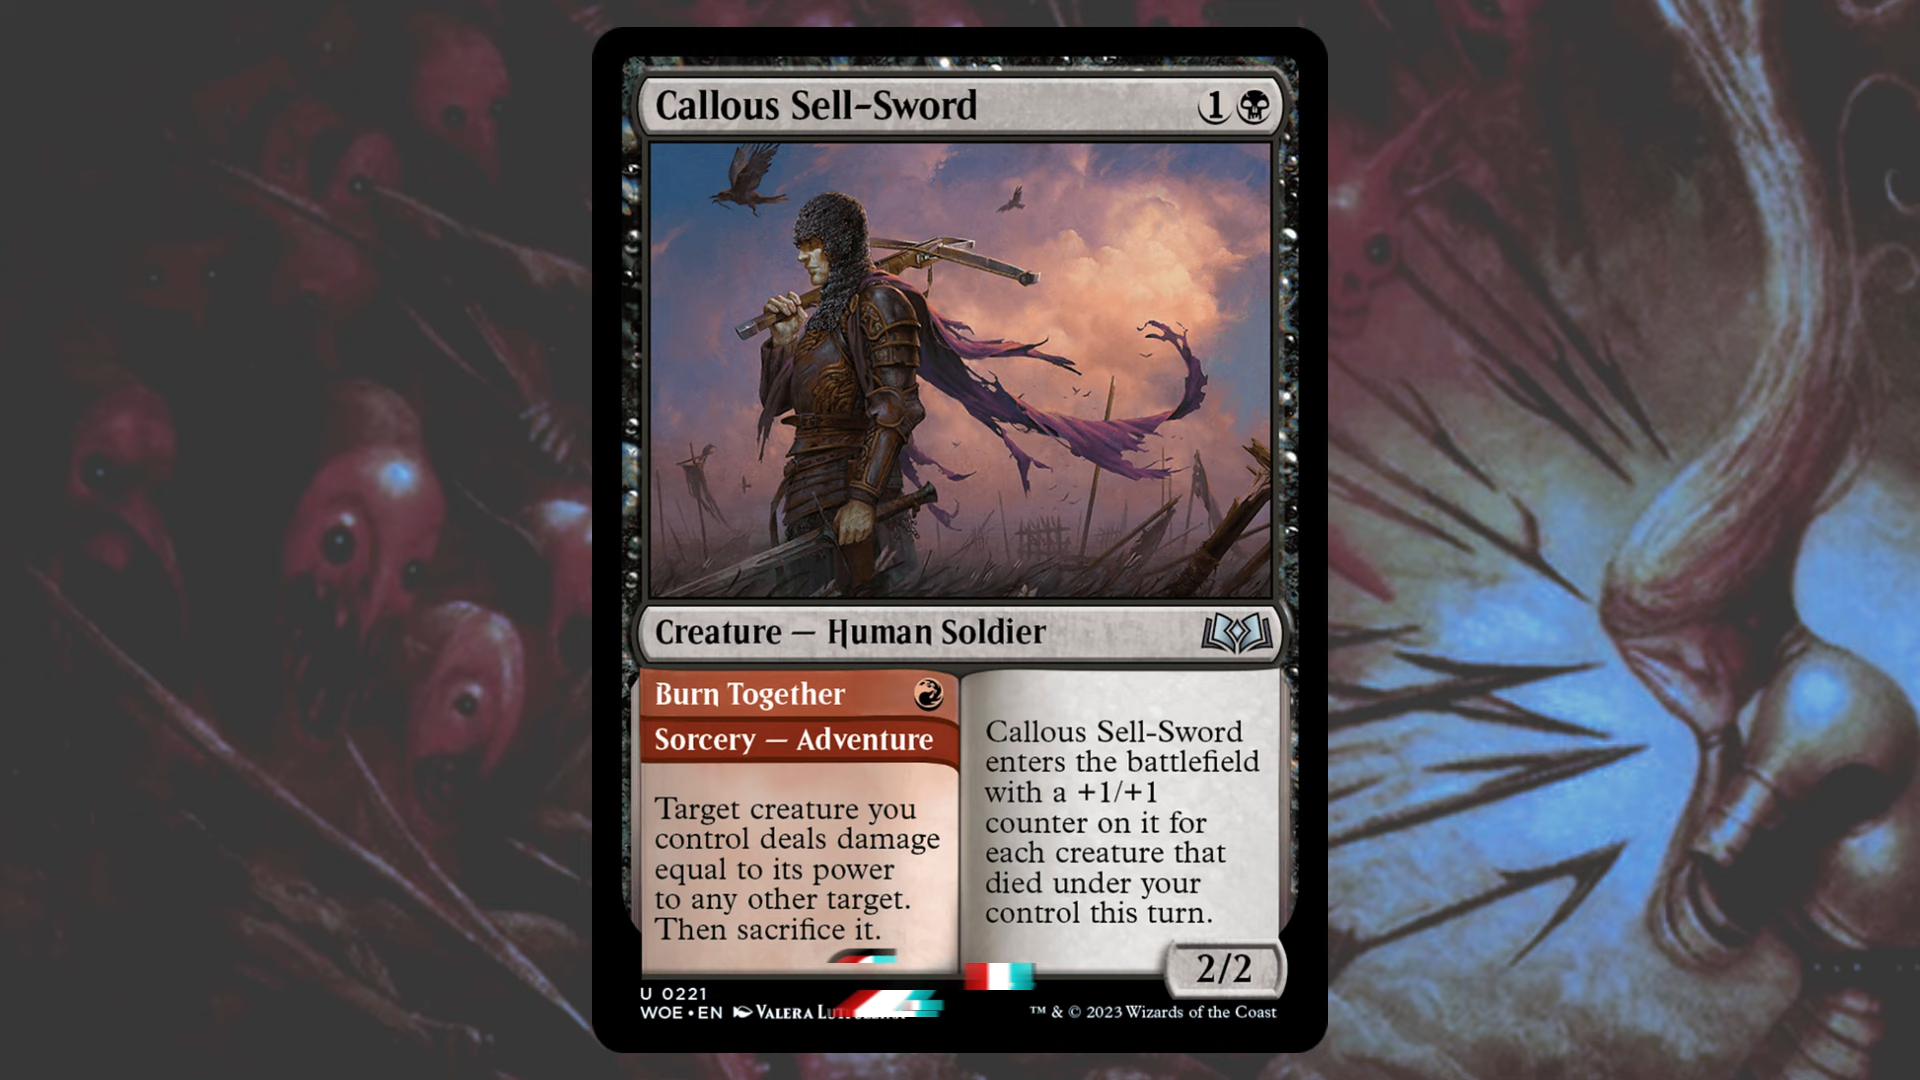 Callous Sell-Sword 1
Creature — Human Soldier
Burn Together
Sorcery — Adventure
Target creature you
control deals damage
equal to its power
to any other target.
Then sacrifice it.
Callous Sell-Sword
enters the battlefield
with a +1/+1
counter on it for
each creature that
died under your
control this turn.
2/2
U 0221
WOE • EN VALERA
™ & © 2023 Wizards of the Coast